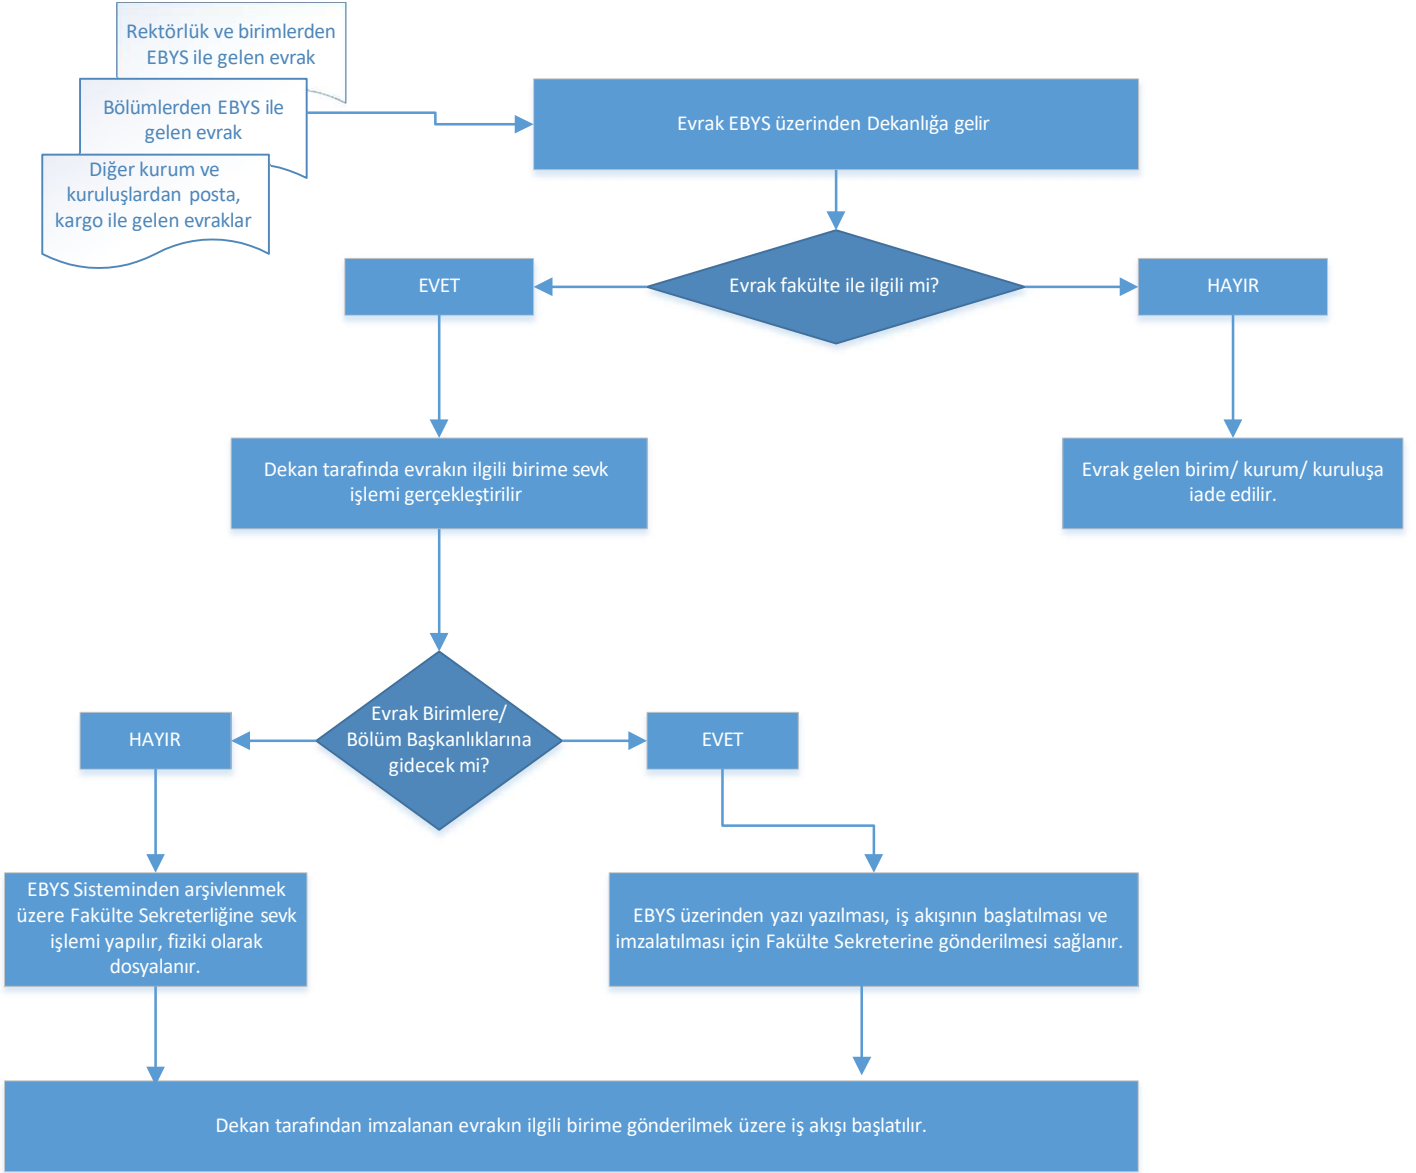 Rektörlük ve birimlerden
EBYS ile gelen evrak
Bölümlerden EBYS ile
gelen evrak
Diğer kurum ve
kuruluşlardan posta,
kargo ile gelen evraklar
Evrak EBYS üzerinden Dekanlığa gelir
Evrak fakülte ile ilgili mi?
EVET
HAYIR
Dekan tarafında evrakın ilgili birime sevk
işlemi gerçekleştirilir
Evrak gelen birim/ kurum/ kuruluşa
iade edilir.
Evrak Birimlere/
Bölüm Başkanlıklarına
gidecek mi?
HAYIR
EVET
EBYS Sisteminden arşivlenmek
üzere Fakülte Sekreterliğine sevk
işlemi yapılır, fiziki olarak
dosyalanır.
EBYS üzerinden yazı yazılması, iş akışının başlatılması ve
imzalatılması için Fakülte Sekreterine gönderilmesi sağlanır.
Dekan tarafından imzalanan evrakın ilgili birime gönderilmek üzere iş akışı başlatılır.